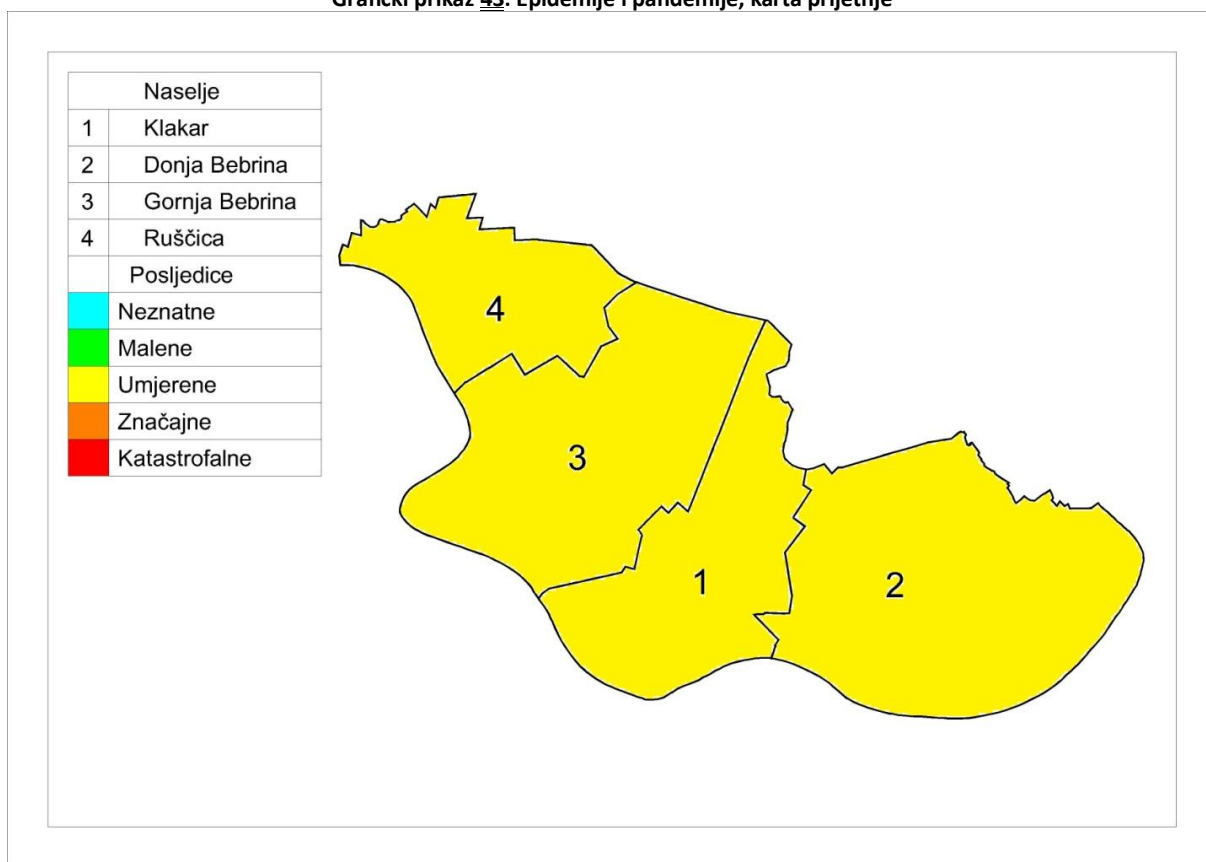 Grafički prikaz 43: Epidemije i pandemije, karta prijetnje
Naselje
1 Klakar
2 Donja Bebrina
3 Gornja Bebrina
4 Ruščica
Posljedice
Neznatne
Malene
Umjerene
Značajne
Katastrofalne
4
3
1
2